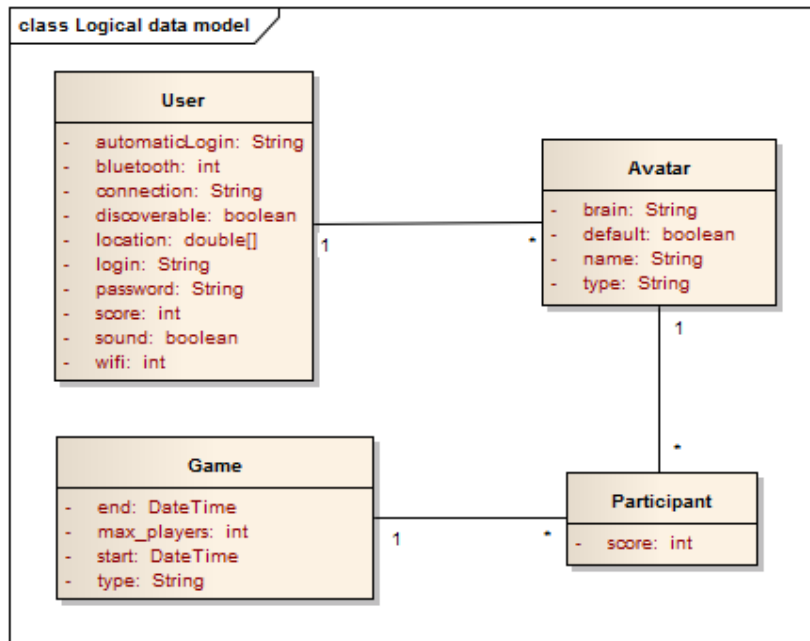 class Logical data model
User
- automaticLogin: String
- bluetooth: int
- connection: String
- discoverable: boolean
- location: double[]
- login: String
- password: String
- score: int
- sound: boolean
- wifi: int
Avatar
- brain: String
- default: boolean
- name: String
- type: String
1
*
1
*
Game
- end: DateTime
- max_players: int
- start: DateTime
- type: String
Participant
- score: int
1
*